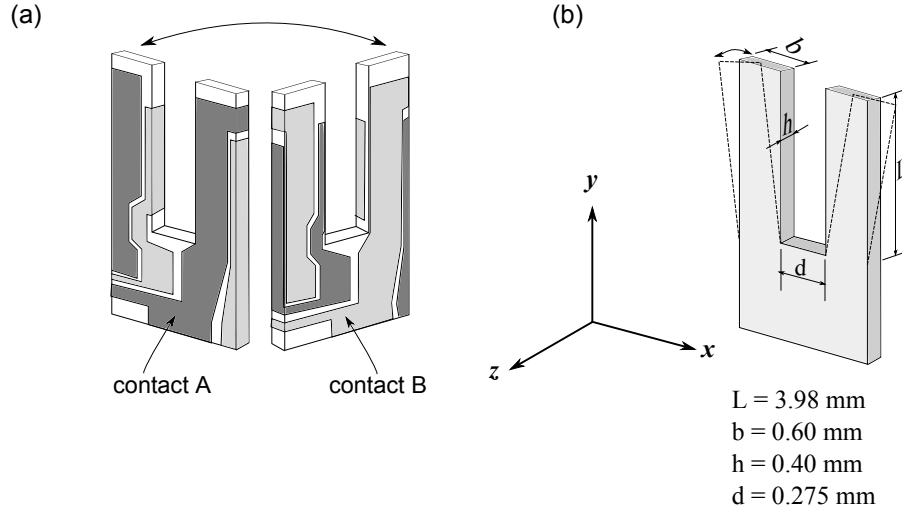 (a)
(b)
b
h
l
d
y
x
z
contact A
contact B
L = 3.98 mm
b = 0.60 mm
h = 0.40 mm
d = 0.275 mm